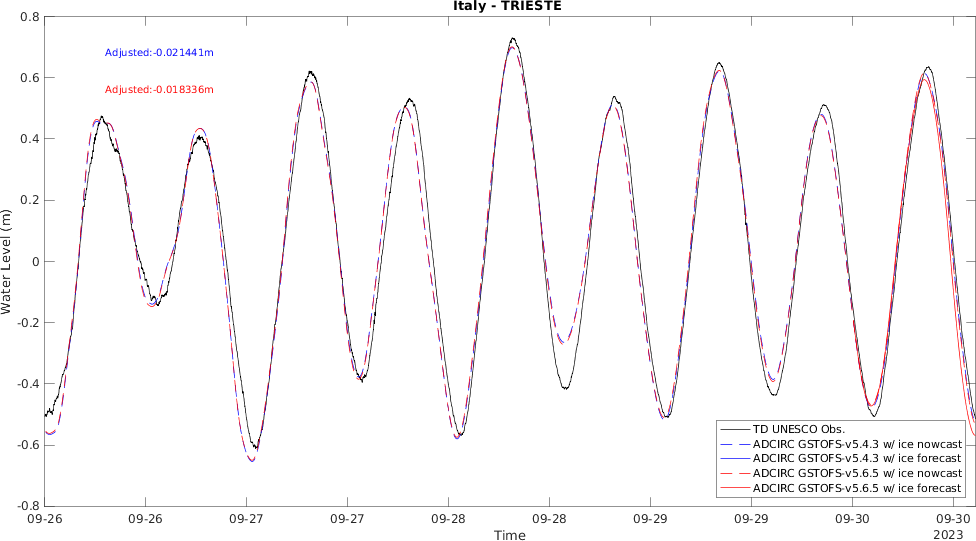 Italy - TRIESTE
0.8
0.6
0.4
0.2
0
-0.2
-0.4
-0.6
-0.8
Water Level (m)
Adjusted:-0.021441m
Adjusted:-0.018336m
TD UNESCO Obs.
ADCIRC GSTOFS-v5.4.3 w/ ice nowcast
ADCIRC GSTOFS-v5.4.3 w/ ice forecast
ADCIRC GSTOFS-v5.6.5 w/ ice nowcast
ADCIRC GSTOFS-v5.6.5 w/ ice forecast
09-26 09-26 09-27 09-27 09-28 09-28 09-29 09-29 09-30 09-30
Time
2023